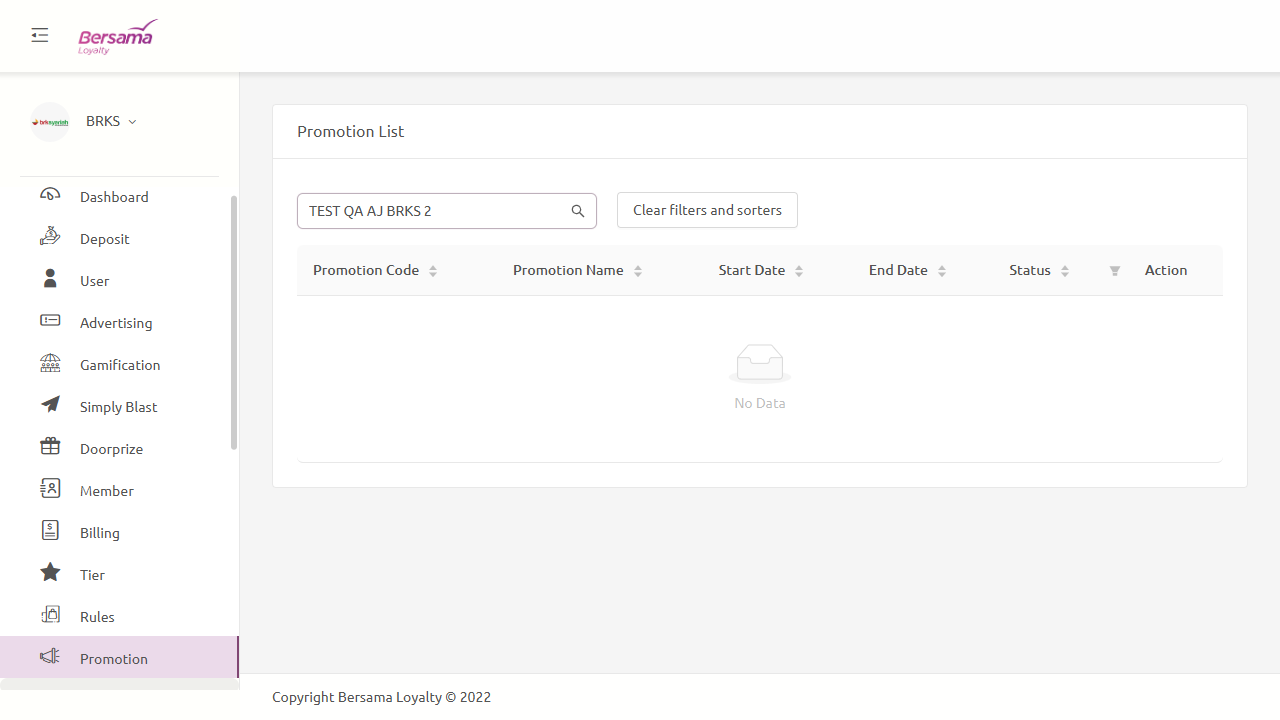 Bersama
Loyalty
brksyariah
BRKS
Dashboard
Deposit
User
Advertising
Gamification
Simply Blast
Doorprize
Member
Billing
Tier
Rules
Promotion
Promotion List
TEST QA AJ BRKS 2
Clear filters and sorters
Promotion Code
Promotion Name
Start Date
End Date
Status
Action
No Data
Copyright Bersama Loyalty © 2022